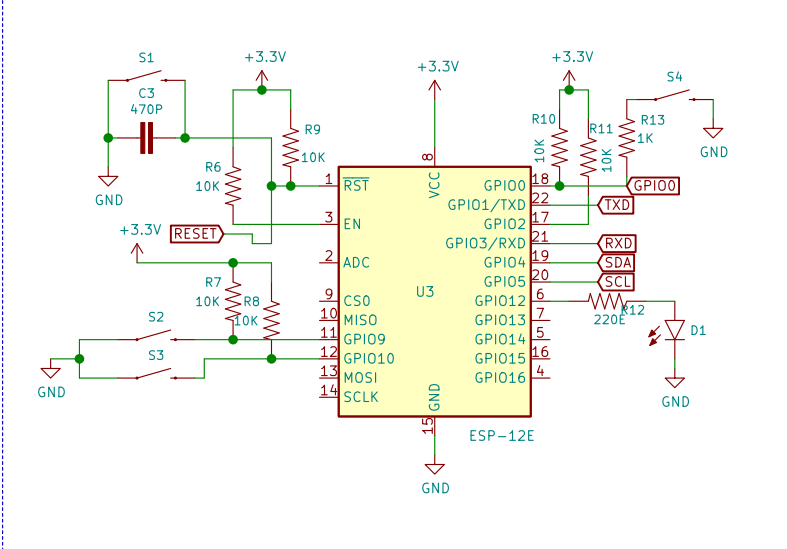 S1
C3
470P
GND
+3.3V
R9
10K
R6
10K
RESET
+3.3V
R7
10K
R8
10K
S2
S3
GND
+3.3V
8
VCC
1
RST
3
EN
2
ADC
9
CS0
10
MISO
11
GPIO9
12
GPIO10
13
MOSI
14
SCLK
U3
GPIO0
18
GPIO1/TXD
22
GPIO2
17
GPIO3/RXD
21
GPIO4
19
GPIO5
20
GPIO12
6
GPIO13
7
GPIO14
5
GPIO15
16
GPIO16
4
GND
15
ESP-12E
GND
+3.3V
R10
10K
R11
10K
R13
1K
S4
GND
GPIO0
TXD
RXD
SDA
SCL
R12
220E
D1
GND